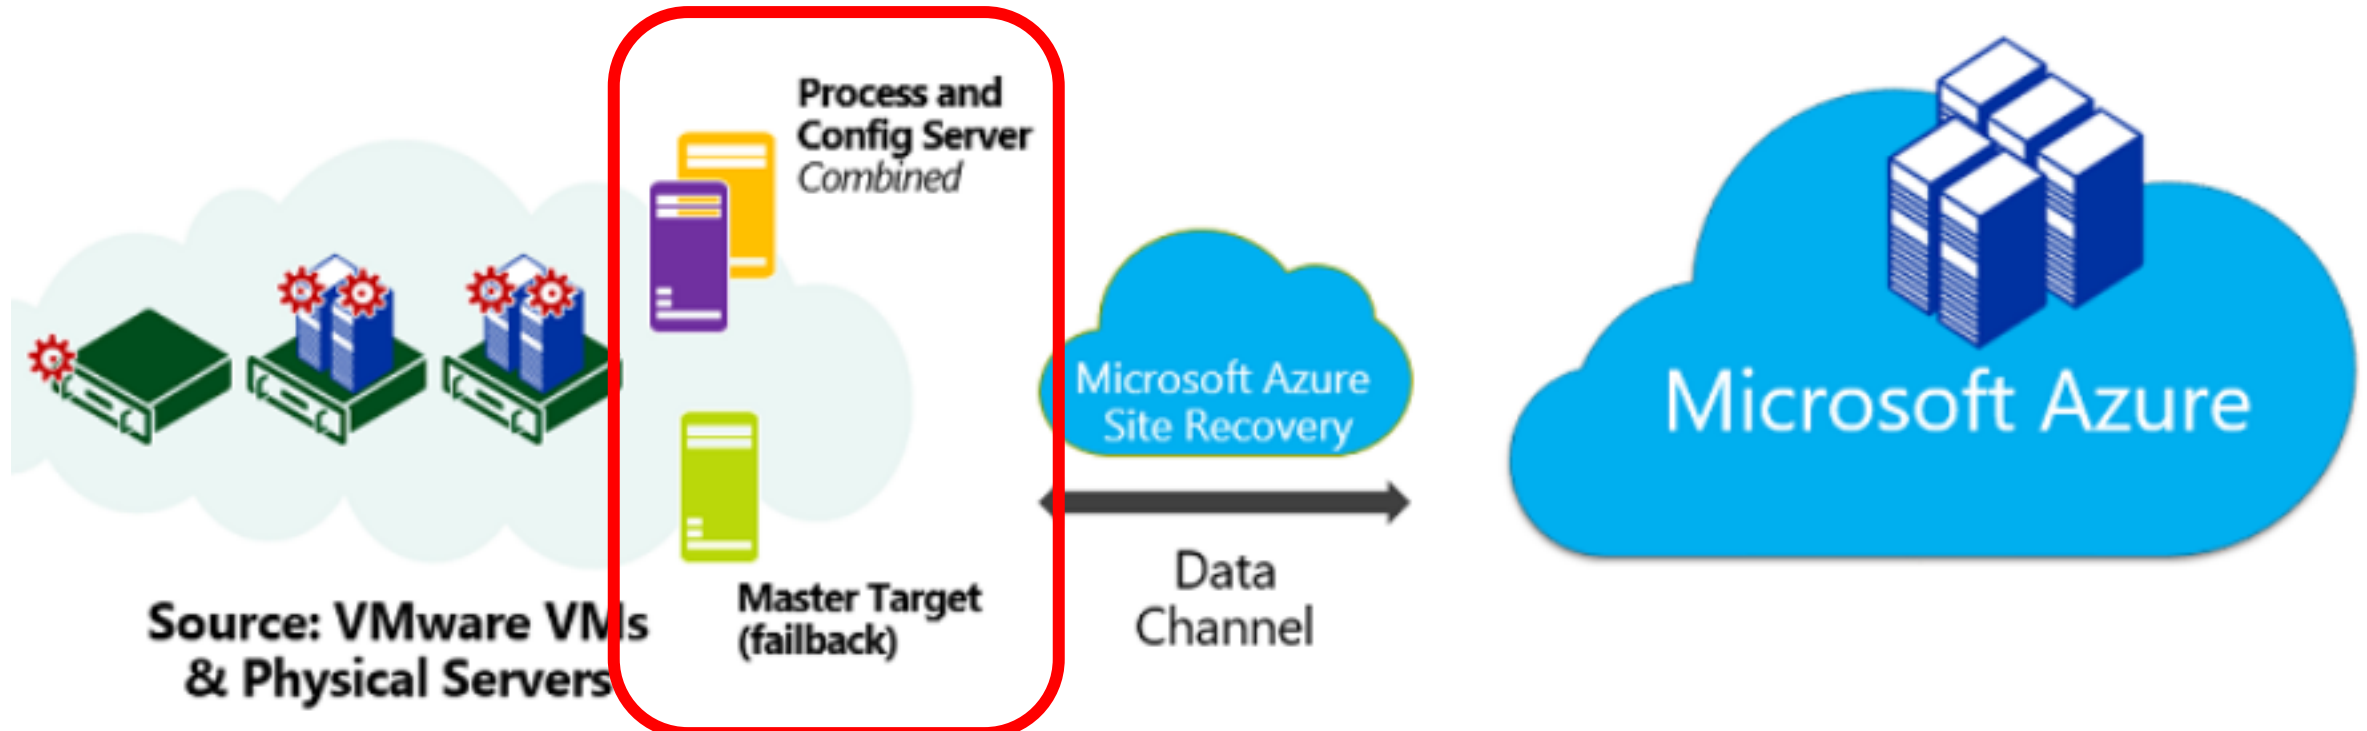 Process and
Config Server
Combined
Microsoft Azure
Site Recovery
Microsoft Azure
Data
Channel
Master Target
(failback)
Source: VMware VMs
& Physical Servers